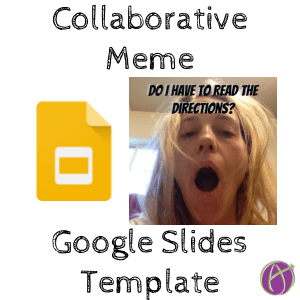 Collaborative
Meme
DO I HAVE TO READ THE
DIRECTIONS?
Google Slides
Template